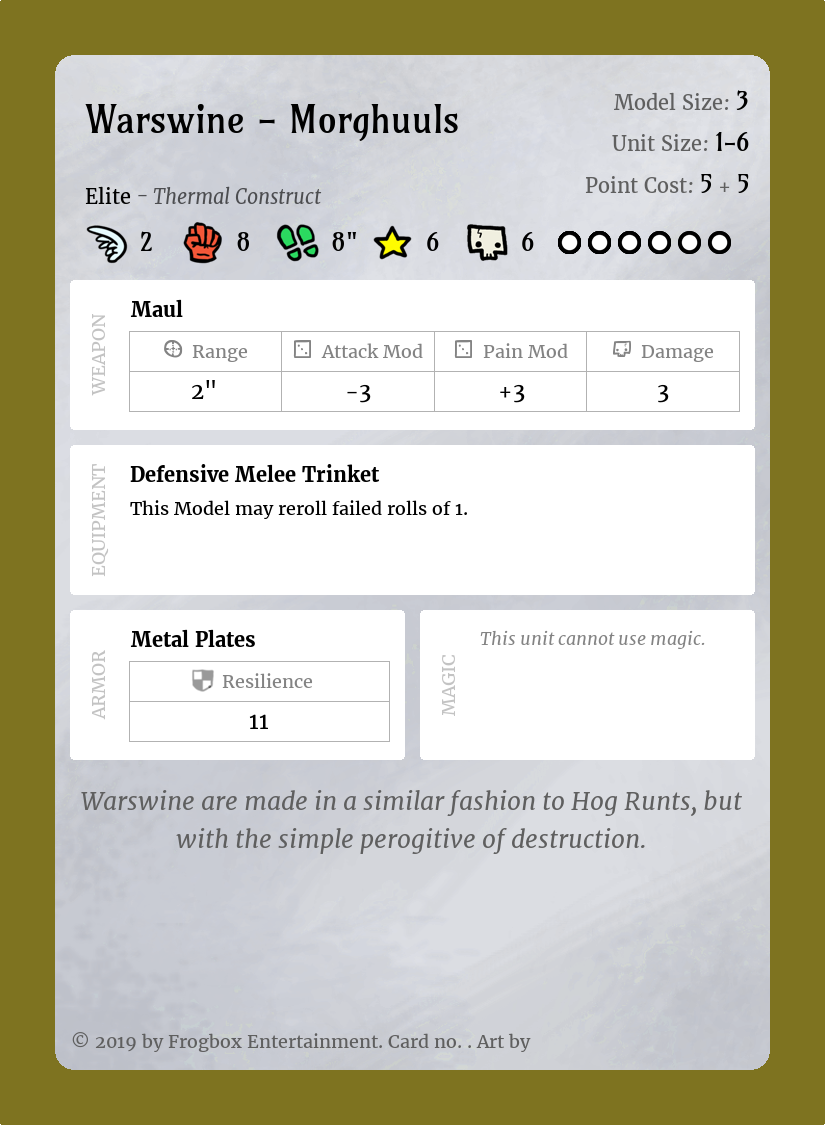 Warswine – Morghuuls
Model Size: 3
Unit Size: 1–6
Point Cost: 5 + 5
Elite – Thermal Construct
2 8 8" 6 6
WEAPON
Maul
Range Attack Mod Pain Mod Damage
2" -3 +3 3
EQUIPMENT
Defensive Melee Trinket
This Model may reroll failed rolls of 1.
ARMOR
Metal Plates
Resilience
11
MAGIC
This unit cannot use magic.
Warswine are made in a similar fashion to Hog Runts, but
with the simple perogitive of destruction.
© 2019 by Frogbox Entertainment. Card no. . Art by